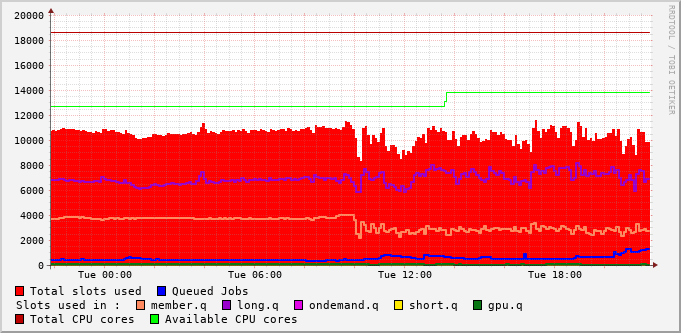 20000
18000
16000
14000
12000
10000
8000
6000
4000
2000
0
Tue 00:00 Tue 06:00 Tue 12:00 Tue 18:00
Total slots used Queued Jobs
Slots used in : member.q long.q ondemand.q short.q gpu.q
Total CPU cores Available CPU cores
RRDTOOL / TOBI OETIKER